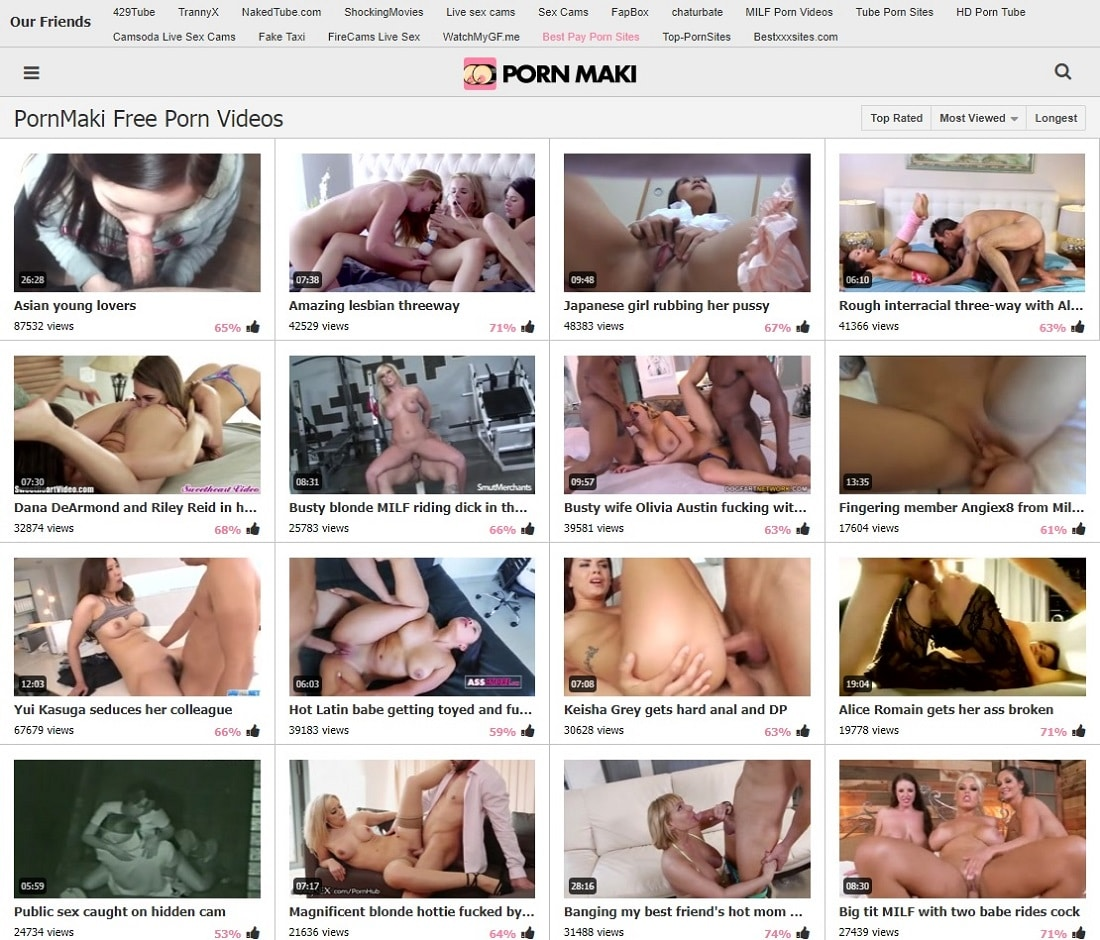 Our Friends
429Tube TrannyX NakedTube.com ShockingMovies Live sex cams Sex Cams FapBox chaturbate MILF Porn Videos Tube Porn Sites HD Porn Tube
Camsoda Live Sex Cams Fake Taxi FireCams Live Sex WatchMyGF.me Best Pay Porn Sites Top-PornSites Bestxxxsites.com
PORN MAKI
PornMaki Free Porn Videos
Top Rated Most Viewed Longest
26:28
Asian young lovers
87532 views 65%
07:38
Amazing lesbian threeway
42529 views 71%
09:48
Japanese girl rubbing her pussy
48383 views 67%
06:10
Rough interracial three-way with Al...
41366 views 63%
07:30
SweetheartVideo.com Sweetheart Video
Dana DeArmond and Riley Reid in h...
32874 views 68%
08:31
SmutMerchants
Busty blonde MILF riding dick in th...
25783 views 66%
09:57
DOGFARTNETWORK.COM
Busty wife Olivia Austin fucking wit...
39581 views 63%
13:35
Fingering member Angiex8 from Mil...
17604 views 61%
12:03
Yui Kasuga seduces her colleague
67679 views 66%
06:03
Hot Latin babe getting toyed and fu...
39183 views 59%
07:08
Keisha Grey gets hard anal and DP
30628 views 63%
19:04
Alice Romain gets her ass broken
19778 views 71%
05:59
Public sex caught on hidden cam
24734 views 53%
07:17
X .com/PornHub
Magnificent blonde hottie fucked by...
21636 views 64%
28:16
Banging my best friend's hot mom ...
31488 views 74%
08:30
Big tit MILF with two babe rides cock
27439 views 71%